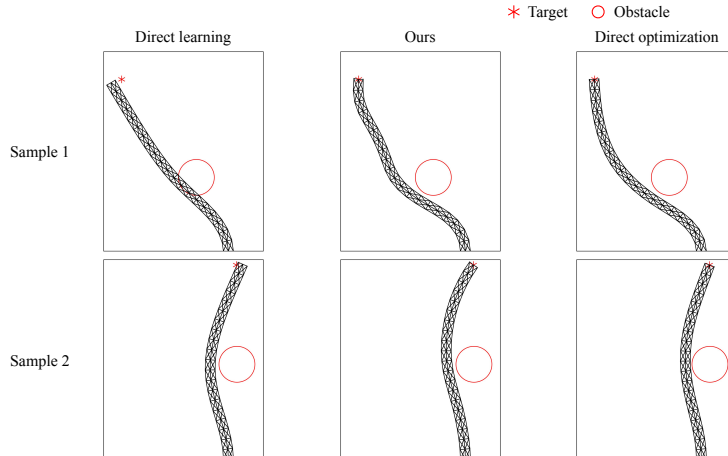 Target Obstacle
Direct learning Ours Direct optimization
Sample 1
Sample 2